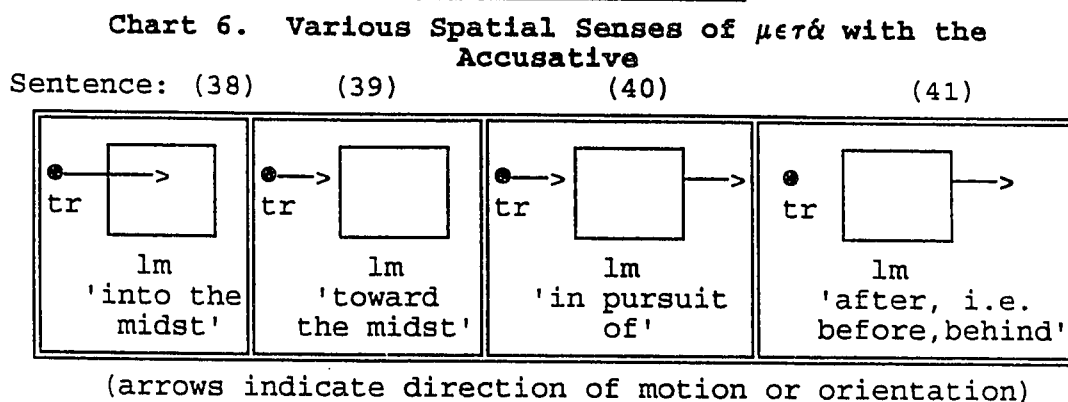 Chart 6. Various Spatial Senses of μετά with the
Accusative
Sentence: (38) (39) (40) (41)
tr tr tr tr
lm lm lm lm
'into the 'toward 'in pursuit 'after, i.e.
midst' the midst' of' before,behind'
(arrows indicate direction of motion or orientation)